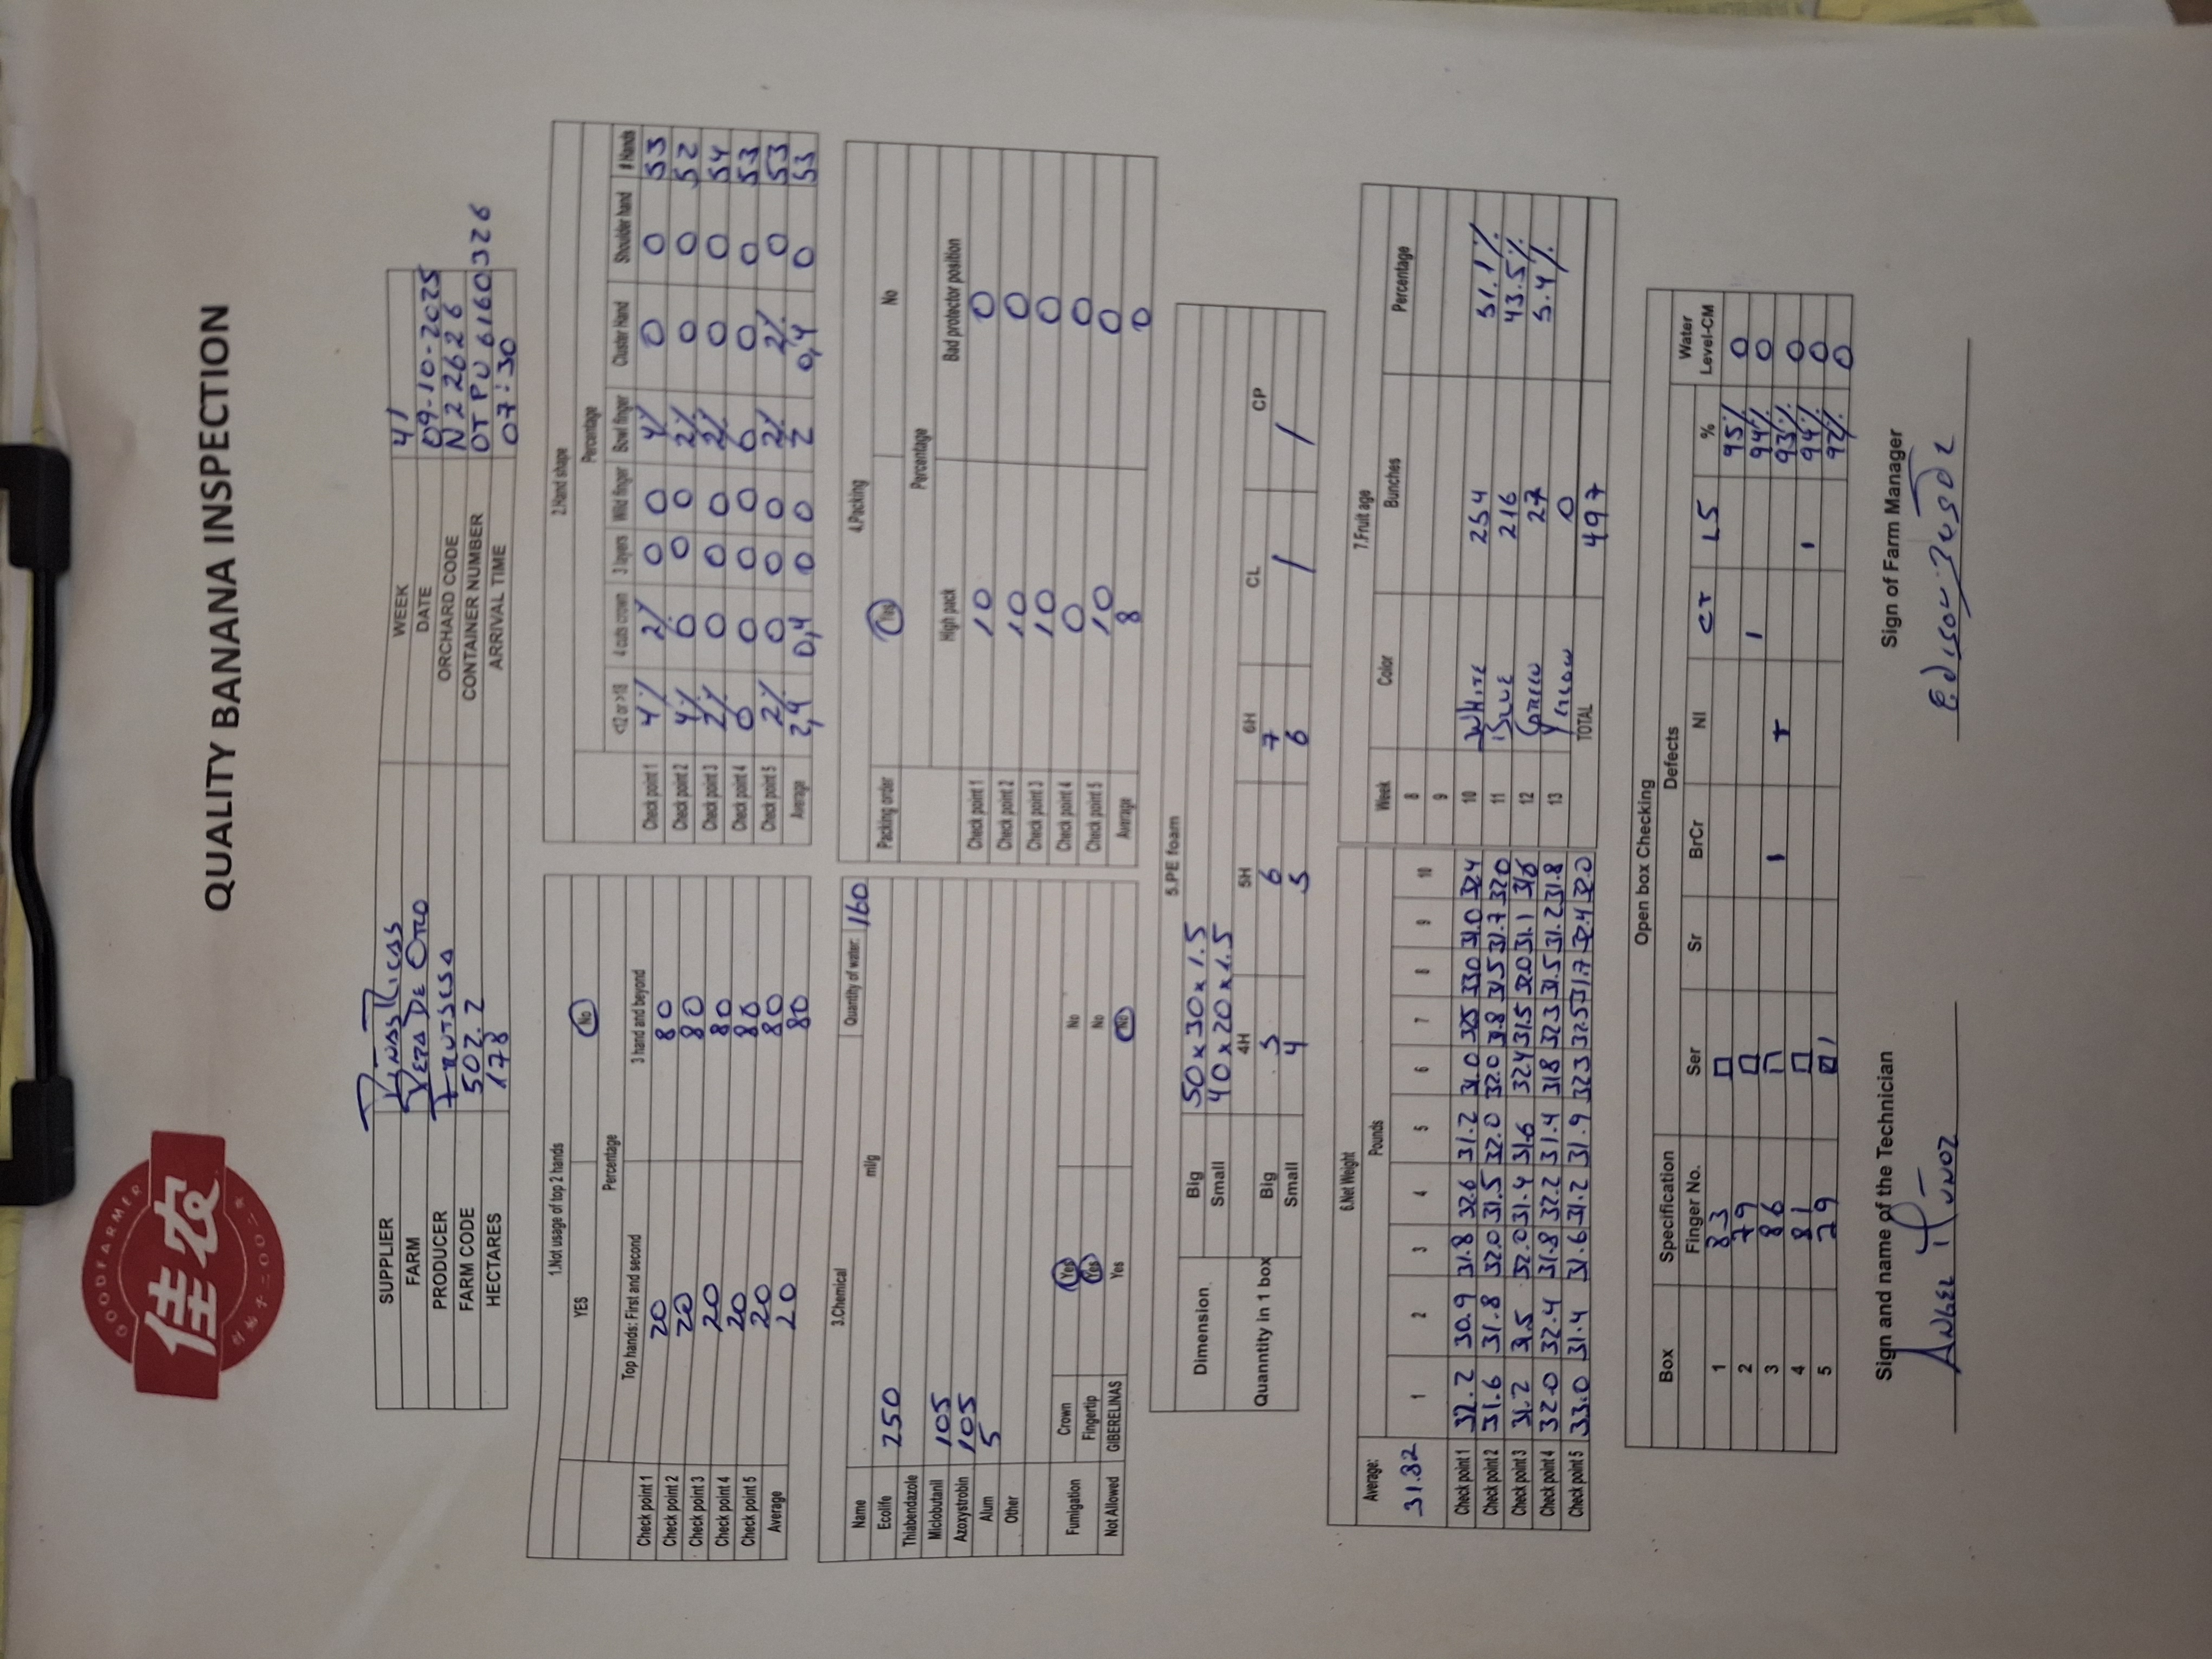 GOODFARMER
佳农
创始于二〇〇二年
QUALITY BANANA INSPECTION
SUPPLIER PIÑAS RICAS WEEK 41
FARM PEPA DE ORO DATE 09-10-2025
PRODUCER FRUTSESA ORCHARD CODE N22626
FARM CODE 502.2 CONTAINER NUMBER OTPU 6160326
HECTARES 178 ARRIVAL TIME 07:30
1.Not usage of top 2 hands
YES No
Percentage
Top hands: First and second 3 hand and beyond
Check point 1 20 80
Check point 2 20 80
Check point 3 20 80
Check point 4 20 80
Check point 5 20 80
Average 20 80
2.Hand shape
Percentage
<12 or >18 4 cuts crown 3 layers Wild finger Bowl finger Cluster Hand Shoulder hand # Hands
Check point 1 4% 2% 0 0 4% 0 0 53
Check point 2 4% 0 0 0 2% 0 0 52
Check point 3 2% 0 0 0 2% 0 0 54
Check point 4 0 0 0 0 0 0 0 53
Check point 5 2% 0 0 0 2% 2% 0 53
Average 2,4 0,4 0 0 2 0,4 0 53
3.Chemical Quantity of water: 160
Name ml/g
Ecolife 250
Thiabendazole
Miclobutanil 105
Azoxystrobin 105
Alum 5
Other
Fumigation Crown Yes No
Fingertip Yes No
Not Allowed GIBERELINAS Yes No
4.Packing
Packing order Yes No
Percentage
High pack Bad protector position
Check point 1 10 0
Check point 2 10 0
Check point 3 10 0
Check point 4 0 0
Check point 5 10 0
Average 8 0
5.PE foam
Dimension Big 50 x 30 x 1.5
Small 40 x 20 x 1.5
Quanntity in 1 box 4H 5H 6H CL CP
Big 5 6 7 /
Small 4 5 6 /
6.Net Weight
Average: Pounds
31.82 1 2 3 4 5 6 7 8 9 10
Check point 1 32.2 30.9 31.8 32.6 31.2 31.0 325 330 31.0 324
Check point 2 31.6 31.8 32.0 31.5 32.0 32.0 31.8 31.5 31.7 320
Check point 3 31.2 31.5 32.0 31.4 31.6 324 31.5 32.0 31.1 316
Check point 4 32.0 32.4 31.8 32.2 31.4 318 323 31.5 31.2 31.8
Check point 5 33.0 31.4 31.6 31.2 31.9 323 32.5 31.7 32.4 32.0
7.Fruit age
Week Color Bunches Percentage
8
9
10 WHITE 254 51.1%
11 BLUE 216 43.5%
12 GREEN 27 5.4%
13 YELLOW 0
TOTAL 497
Open box Checking
Box Specification Defects Water
Finger No. Ser Sr BrCr NI CT LS % Level-CM
1 83 95% 0
2 79 1 94% 0
3 86 1 93% 0
4 81 1 94% 0
5 79 1 92% 0
Sign and name of the Technician Sign of Farm Manager
ANGEL MUÑOZ Edison